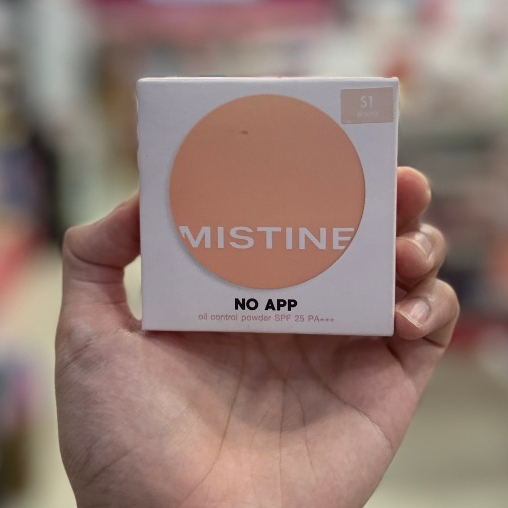 S1
MISTINE
NO APP
oil control powder SPF 25 PA+++